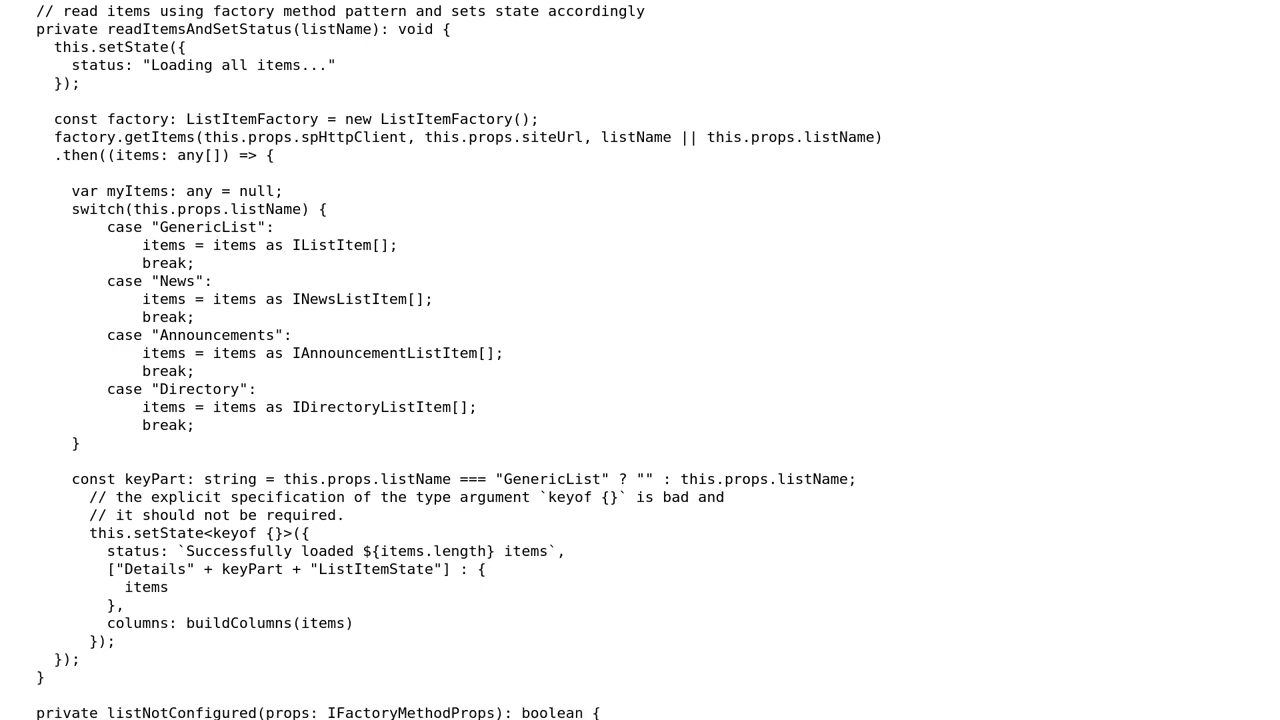 // read items using factory method pattern and sets state accordingly
private readItemsAndSetStatus(listName): void {
this.setState({
status: "Loading all items..."
});
const factory: ListItemFactory = new ListItemFactory();
factory.getItems(this.props.spHttpClient, this.props.siteUrl, listName || this.props.listName)
.then((items: any[]) => {
var myItems: any = null;
switch(this.props.listName) {
case "GenericList":
items = items as IListItem[];
break;
case "News":
items = items as INewsListItem[];
break;
case "Announcements":
items = items as IAnnouncementListItem[];
break;
case "Directory":
items = items as IDirectoryListItem[];
break;
}
const keyPart: string = this.props.listName === "GenericList" ? "" : this.props.listName;
// the explicit specification of the type argument `keyof {}` is bad and
// it should not be required.
this.setState<keyof {}>({
status: `Successfully loaded ${items.length} items`,
["Details" + keyPart + "ListItemState"] : {
items
},
columns: buildColumns(items)
});
});
}
private listNotConfigured(props: IFactoryMethodProps): boolean {